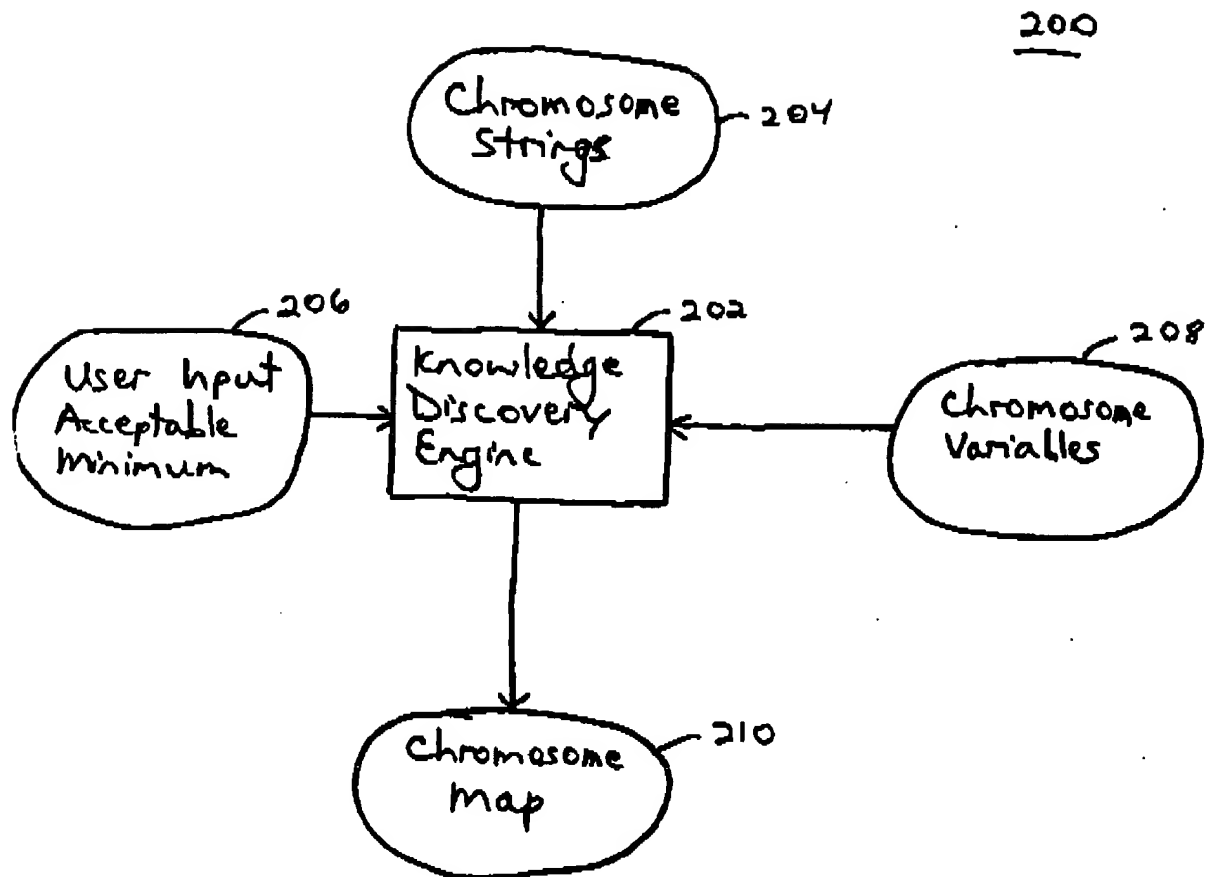 200
Chromosome
Strings
204
206
202
208
User Input
Acceptable
Minimum
Knowledge
Discovery
Engine
Chromosome
Variables
210
Chromosome
Map